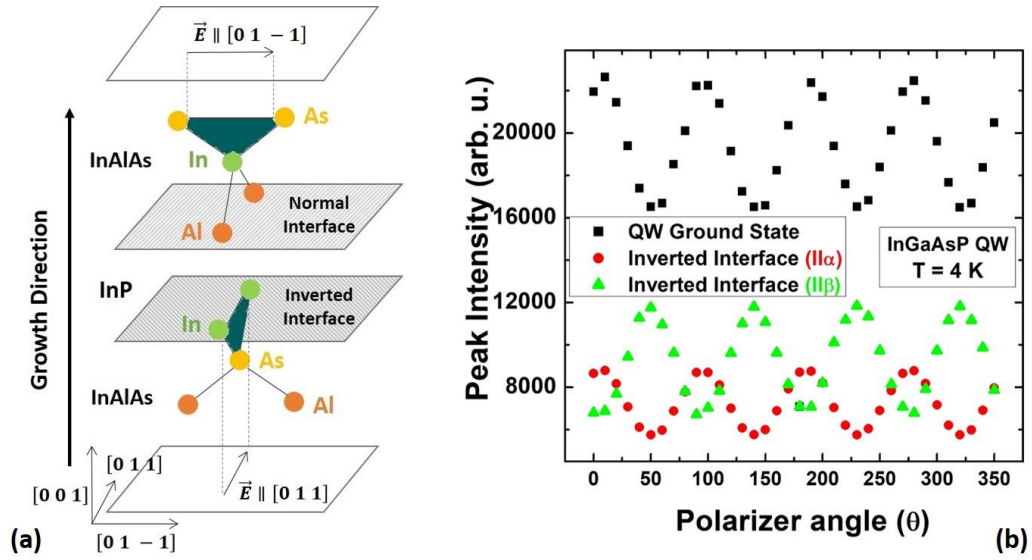 E⃗ ∥ [0 1 − 1]
As
InAlAs
In
Normal
Interface
Al
InP
Inverted
Interface
In
As
InAlAs
Al
Growth Direction
[0 1 1]
[0 0 1]
E⃗ ∥ [0 1 1]
[0 1 − 1]
(a)
Peak Intensity (arb. u.)
20000
16000
12000
8000
4000
QW Ground State
Inverted Interface (IIα)
Inverted Interface (IIβ)
InGaAsP QW
T = 4 K
0 50 100 150 200 250 300 350
Polarizer angle (θ)
(b)